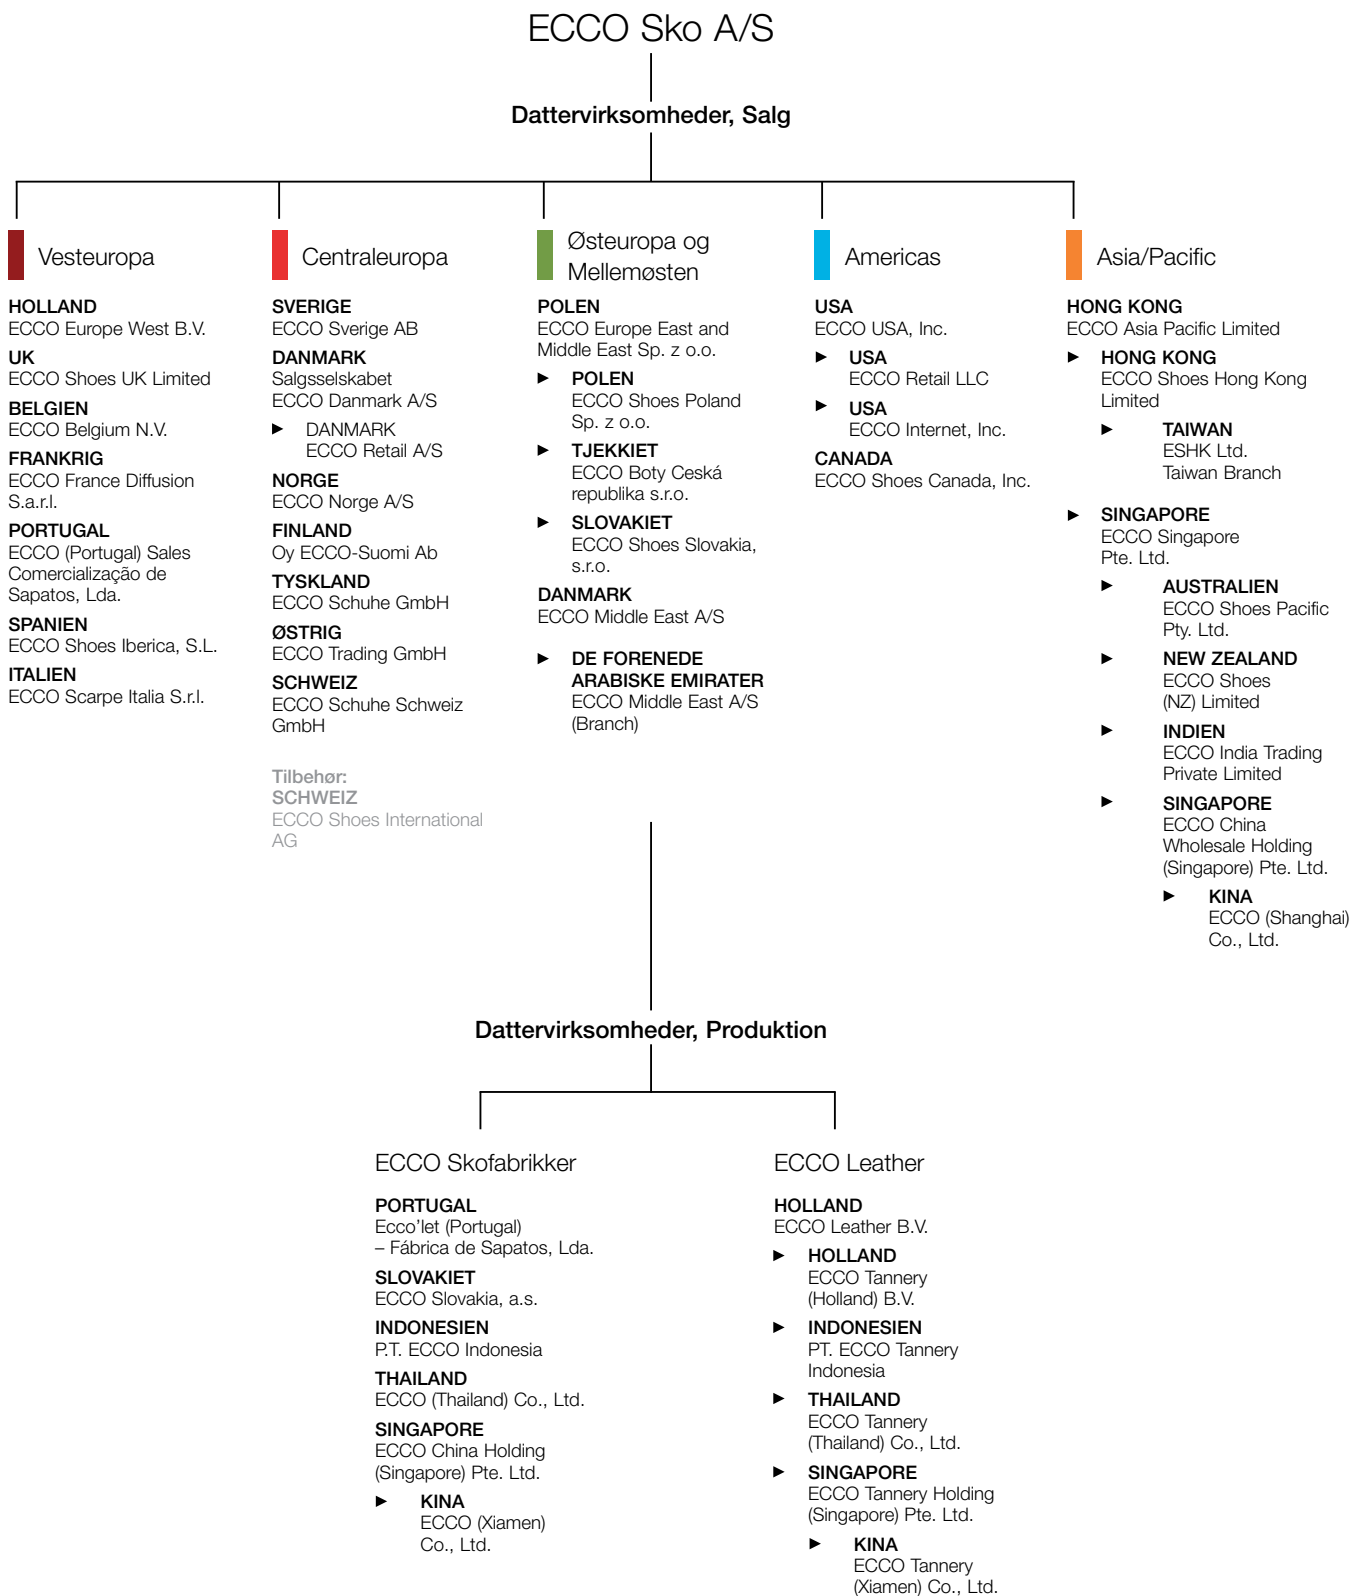 ECCO Sko A/S
Dattervirksomheder, Salg
Vesteuropa
HOLLAND
ECCO Europe West B.V.
UK
ECCO Shoes UK Limited
BELGIEN
ECCO Belgium N.V.
FRANKRIG
ECCO France Diffusion
S.a.r.l.
PORTUGAL
ECCO (Portugal) Sales
Comercialização de
Sapatos, Lda.
SPANIEN
ECCO Shoes Iberica, S.L.
ITALIEN
ECCO Scarpe Italia S.r.l.
Centraleuropa
SVERIGE
ECCO Sverige AB
DANMARK
Salgsselskabet
ECCO Danmark A/S
► DANMARK
ECCO Retail A/S
NORGE
ECCO Norge A/S
FINLAND
Oy ECCO-Suomi Ab
TYSKLAND
ECCO Schuhe GmbH
ØSTRIG
ECCO Trading GmbH
SCHWEIZ
ECCO Schuhe Schweiz
GmbH
Tilbehør:
SCHWEIZ
ECCO Shoes International
AG
Østeuropa og
Mellemøsten
POLEN
ECCO Europe East and
Middle East Sp. z o.o.
► POLEN
ECCO Shoes Poland
Sp. z o.o.
► TJEKKIET
ECCO Boty Ceská
republika s.r.o.
► SLOVAKIET
ECCO Shoes Slovakia,
s.r.o.
DANMARK
ECCO Middle East A/S
► DE FORENEDE
ARABISKE EMIRATER
ECCO Middle East A/S
(Branch)
Americas
USA
ECCO USA, Inc.
► USA
ECCO Retail LLC
► USA
ECCO Internet, Inc.
CANADA
ECCO Shoes Canada, Inc.
Asia/Pacific
HONG KONG
ECCO Asia Pacific Limited
► HONG KONG
ECCO Shoes Hong Kong
Limited
► TAIWAN
ESHK Ltd.
Taiwan Branch
► SINGAPORE
ECCO Singapore
Pte. Ltd.
► AUSTRALIEN
ECCO Shoes Pacific
Pty. Ltd.
► NEW ZEALAND
ECCO Shoes
(NZ) Limited
► INDIEN
ECCO India Trading
Private Limited
► SINGAPORE
ECCO China
Wholesale Holding
(Singapore) Pte. Ltd.
► KINA
ECCO (Shanghai)
Co., Ltd.
Dattervirksomheder, Produktion
ECCO Skofabrikker
PORTUGAL
Ecco’let (Portugal)
– Fábrica de Sapatos, Lda.
SLOVAKIET
ECCO Slovakia, a.s.
INDONESIEN
P.T. ECCO Indonesia
THAILAND
ECCO (Thailand) Co., Ltd.
SINGAPORE
ECCO China Holding
(Singapore) Pte. Ltd.
► KINA
ECCO (Xiamen)
Co., Ltd.
ECCO Leather
HOLLAND
ECCO Leather B.V.
► HOLLAND
ECCO Tannery
(Holland) B.V.
► INDONESIEN
PT. ECCO Tannery
Indonesia
► THAILAND
ECCO Tannery
(Thailand) Co., Ltd.
► SINGAPORE
ECCO Tannery Holding
(Singapore) Pte. Ltd.
► KINA
ECCO Tannery
(Xiamen) Co., Ltd.